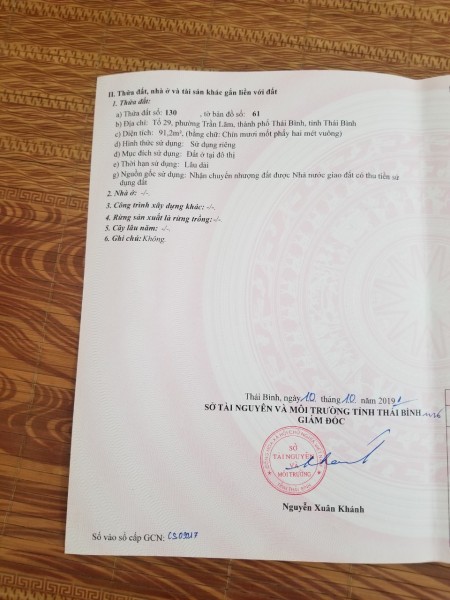 II. Thửa đất, nhà ở và tài sản khác gắn liền với đất
1. Thửa đất:
a) Thửa đất số: 130 , tờ bản đồ số: 61
b) Địa chỉ: Tổ 29, phường Trần Lãm, thành phố Thái Bình, tỉnh Thái Bình
c) Diện tích: 91,2m², (bằng chữ: Chín mươi mốt phẩy hai mét vuông)
d) Hình thức sử dụng: Sử dụng riêng
đ) Mục đích sử dụng: Đất ở tại đô thị
e) Thời hạn sử dụng: Lâu dài
g) Nguồn gốc sử dụng: Nhận chuyển nhượng đất được Nhà nước giao đất có thu tiền sử
dụng đất
2. Nhà ở: -/-.
3. Công trình xây dựng khác: -/-.
4. Rừng sản xuất là rừng trồng: -/-.
5. Cây lâu năm: -/-.
6. Ghi chú: Không.
Thái Bình, ngày 10 tháng 10 năm 2019
SỞ TÀI NGUYÊN VÀ MÔI TRƯỜNG TỈNH THÁI BÌNH
GIÁM ĐỐC
SỞ
TÀI NGUYÊN
VÀ
MÔI TRƯỜNG
Nguyễn Xuân Khánh
Số vào sổ cấp GCN: